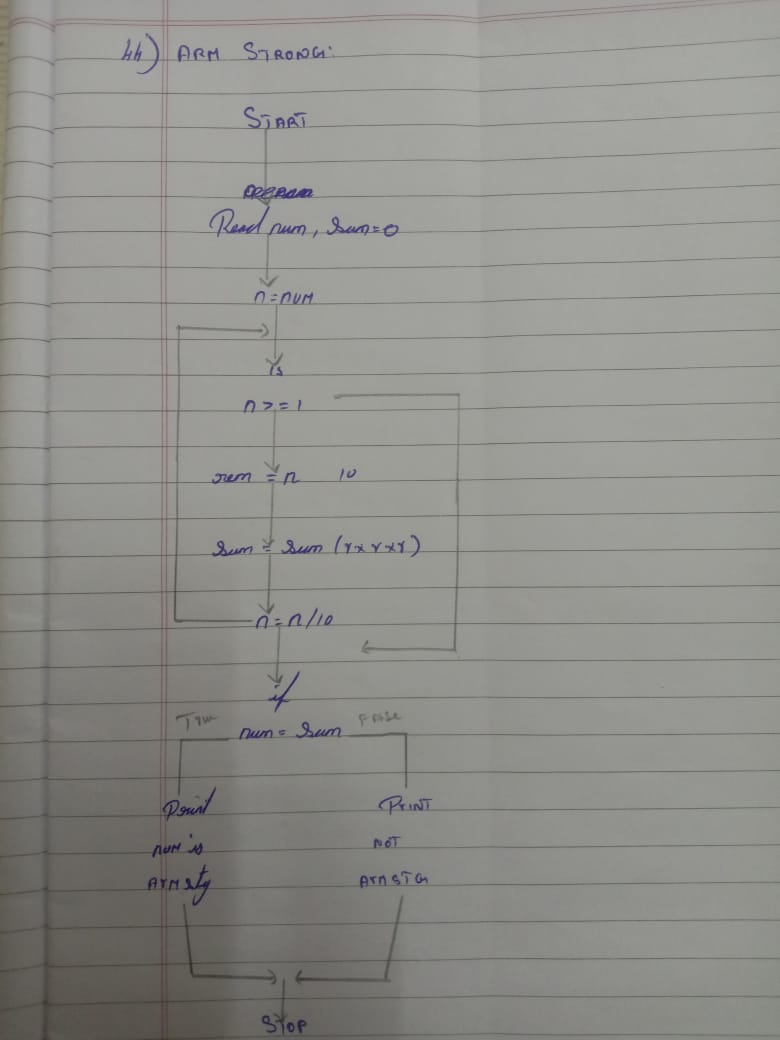 44) ARM STRONG:
START
Read num, Sum=0
n=num
Is
n>=1
rem = n 10
Sum = Sum (r×r×r)
n=n/10
if
True num= Sum False
Print PrINT
num is NOT
ArMstg ArMSTG
STOP